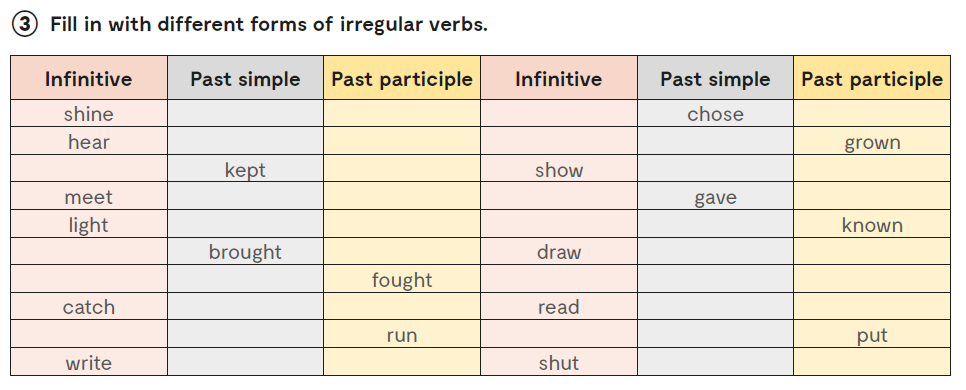 3 Fill in with different forms of irregular verbs.
Infinitive Past simple Past participle Infinitive Past simple Past participle
shine chose
hear grown
kept show
meet gave
light known
brought draw
fought
catch read
run put
write shut